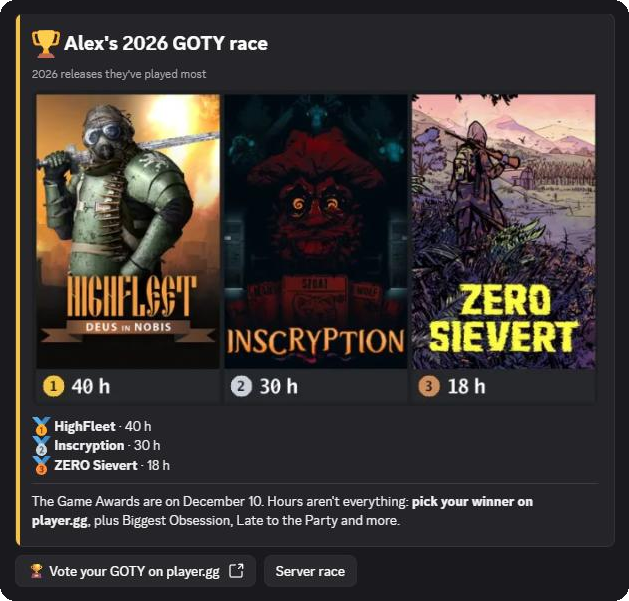 Alex's 2026 GOTY race
2026 releases they've played most
HIGHFLEET
DEUS IN NOBIS
INSCRYPTION
ZERO
SIEVERT
1 40 h
2 30 h
3 18 h
HighFleet · 40 h
Inscryption · 30 h
ZERO Sievert · 18 h
The Game Awards are on December 10. Hours aren't everything: pick your winner on
player.gg, plus Biggest Obsession, Late to the Party and more.
Vote your GOTY on player.gg
Server race